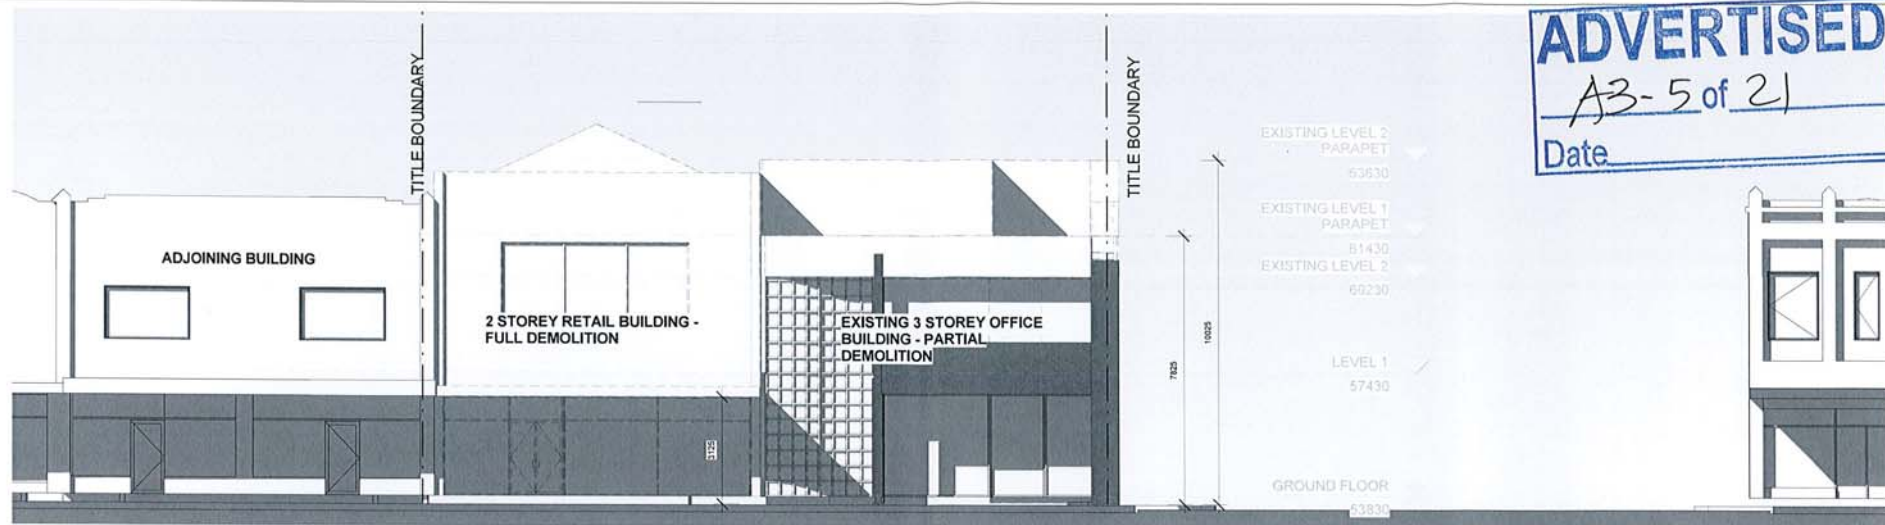 ADVERTISED
A3-5 of 21
Date
TITLE BOUNDARY
TITLE BOUNDARY
ADJOINING BUILDING
2 STOREY RETAIL BUILDING -
FULL DEMOLITION
EXISTING 3 STOREY OFFICE
BUILDING - PARTIAL
DEMOLITION
7825
10025
EXISTING LEVEL 2
PARAPET
EXISTING LEVEL 1
PARAPET
61430
EXISTING LEVEL 2
60230
LEVEL 1
57430
GROUND FLOOR
53830